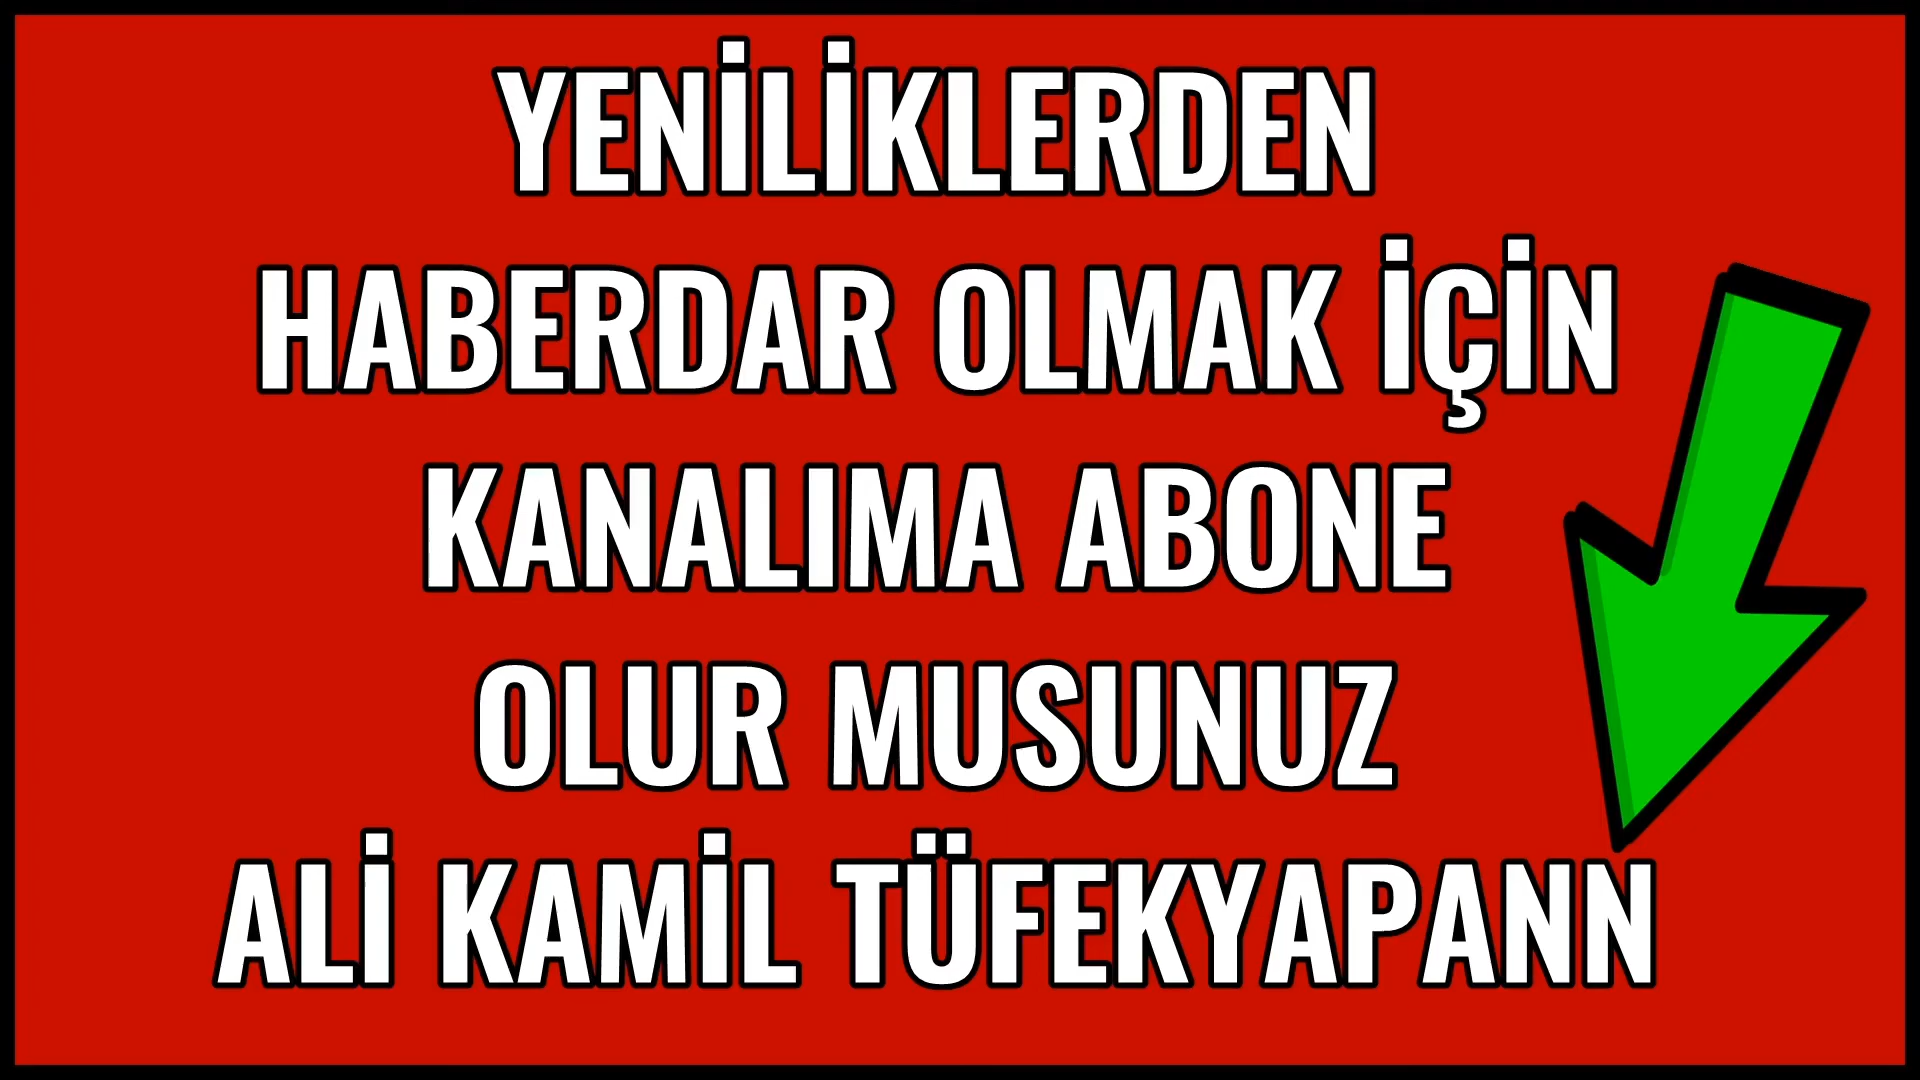 YENİLİKLERDEN
HABERDAR OLMAK İÇİN
KANALIMA ABONE
OLUR MUSUNUZ
ALİ KAMİL TÜFEKYAPANN